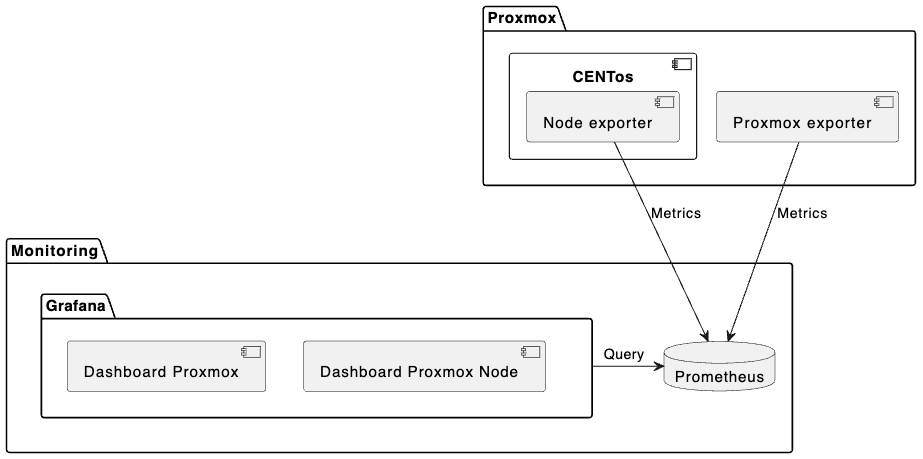 Proxmox
CENTos
Node exporter
Proxmox exporter
Metrics
Metrics
Monitoring
Grafana
Dashboard Proxmox
Dashboard Proxmox Node
Query
Prometheus